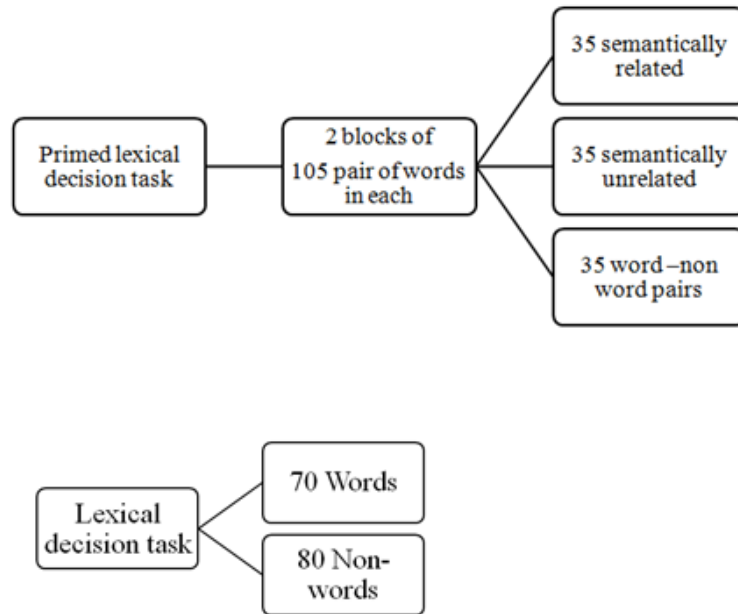 35 semantically
related
Primed lexical
decision task
2 blocks of
105 pair of words
in each
35 semantically
unrelated
35 word –non
word pairs
Lexical
decision task
70 Words
80 Non-
words